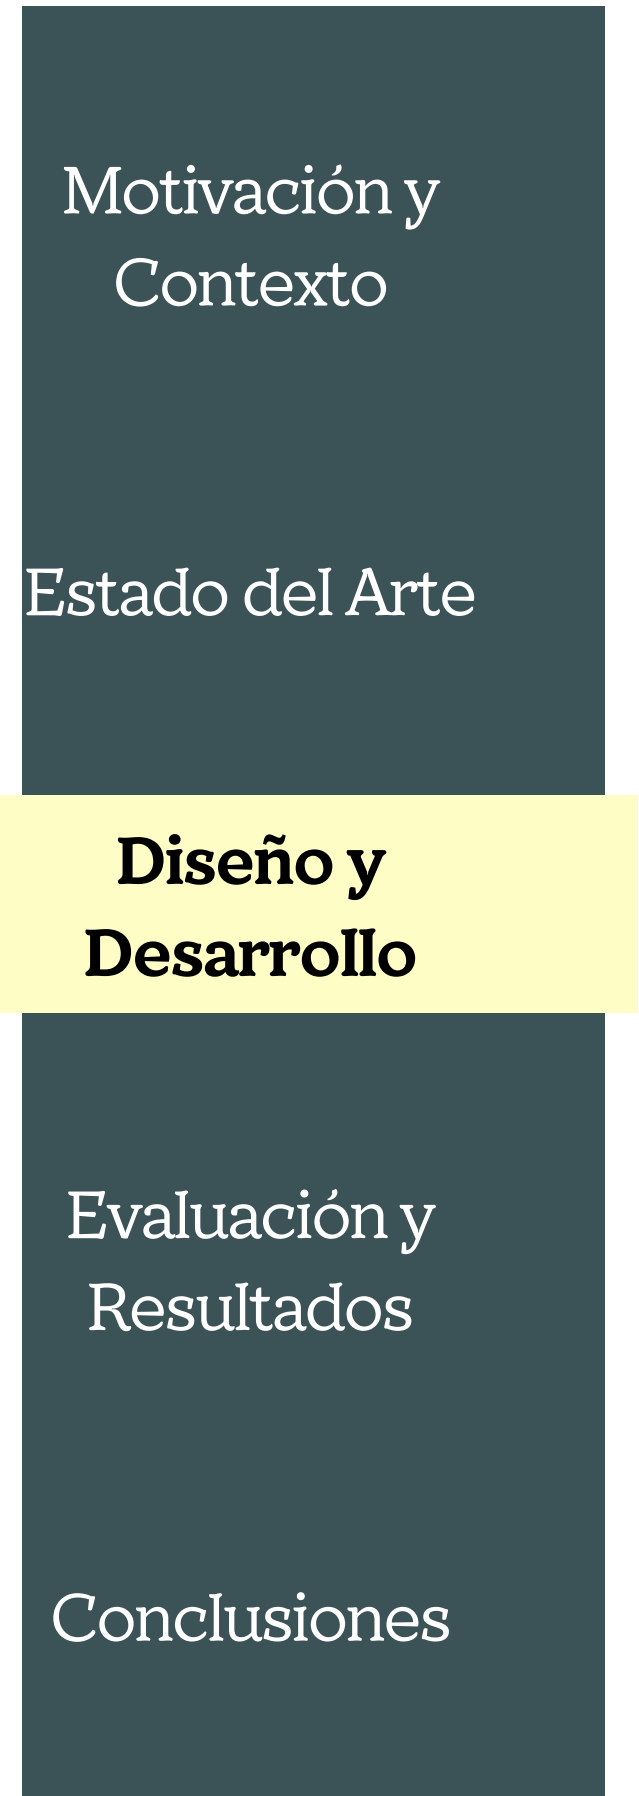 Motivación y
Contexto
Estado del Arte
Diseño y
Desarrollo
Evaluación y
Resultados
Conclusiones